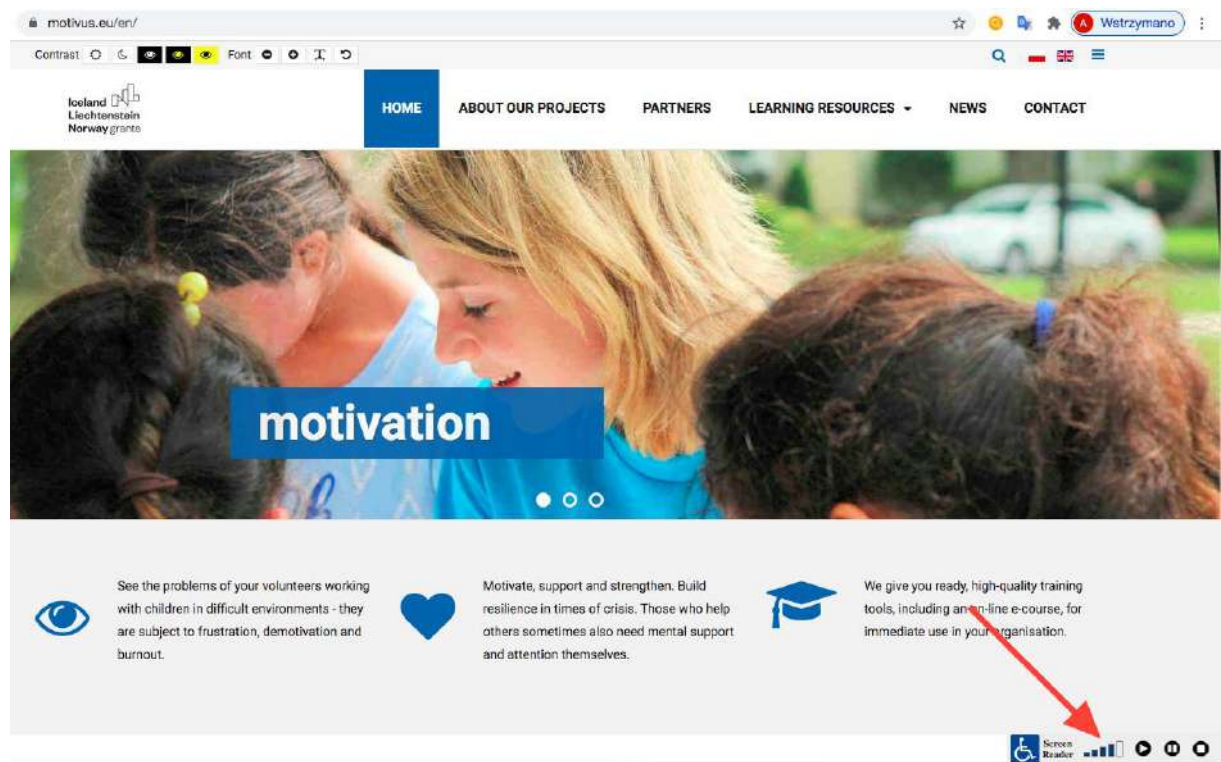 motivus.eu/en/
A Wstrzymano
Contrast Font
Iceland
Liechtenstein
Norway grants
HOME ABOUT OUR PROJECTS PARTNERS LEARNING RESOURCES NEWS CONTACT
motivation
See the problems of your volunteers working
with children in difficult environments - they
are subject to frustration, demotivation and
burnout.
Motivate, support and strengthen. Build
resilience in times of crisis. Those who help
others sometimes also need mental support
and attention themselves.
We give you ready, high-quality training
tools, including an on-line e-course, for
immediate use in your organisation.
Screen
Reader